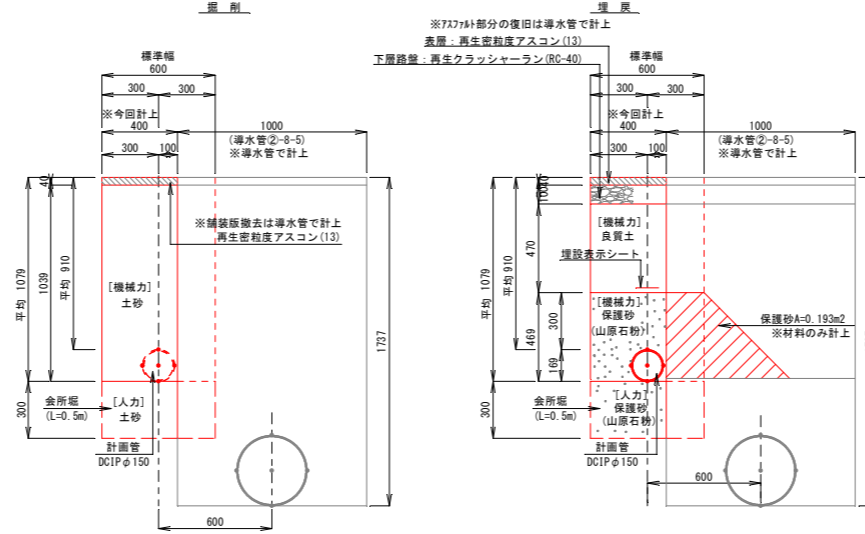 掘 削
標準幅
600
300
300
※今回計上
400
1000
(導水管②-8-5)
※導水管で計上
300
100
40
※舗装版撤去は導水管で計上
再生密粒度アスコン(13)
平均 1079
1039
平均 910
[機械力]
土砂
1737
300
会所堀
(L=0.5m)
[人力]
土砂
計画管
DCIPφ150
600
埋 戻
※アスファルト部分の復旧は導水管で計上
表層：再生密粒度アスコン(13)
下層路盤：再生クラッシャーラン(RC-40)
標準幅
600
300
300
※今回計上
400
1000
(導水管②-8-5)
※導水管で計上
300
100
40
100
[機械力]
良質土
470
埋設表示シート
平均 1079
平均 910
469
300
169
[機械力]
保護砂
(山原石粉)
保護砂A=0.193m2
※材料のみ計上
300
会所堀
(L=0.5m)
[人力]
保護砂
(山原石粉)
計画管
DCIPφ150
600